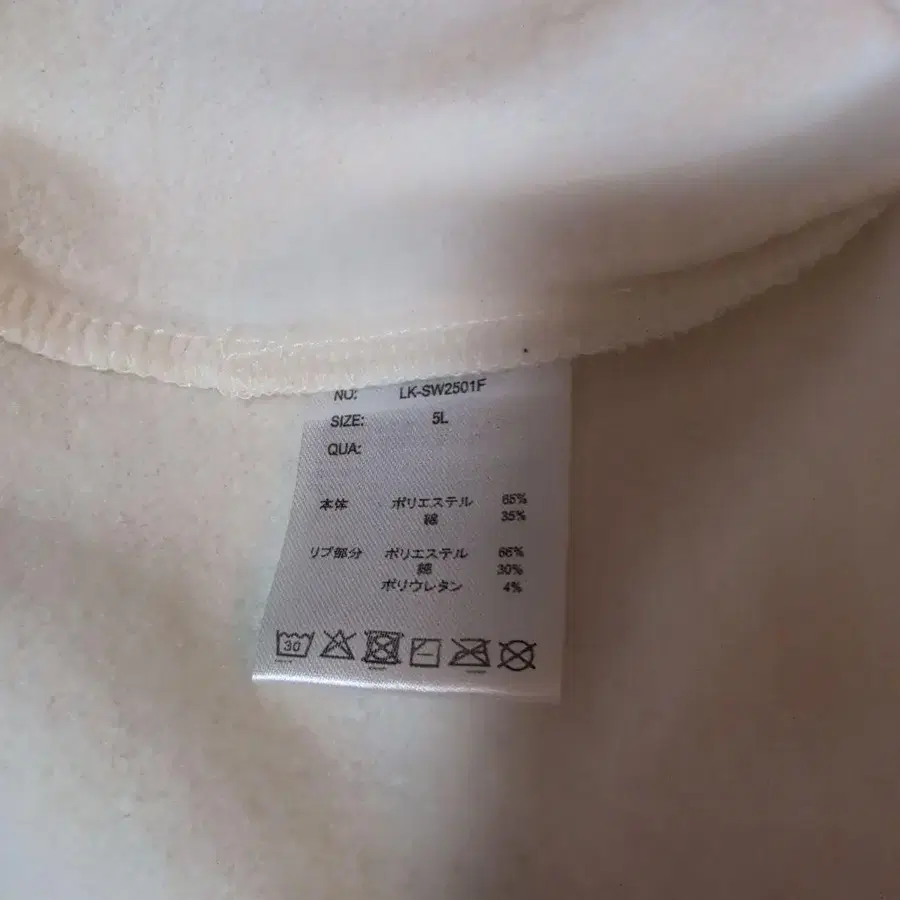 NO: LK-SW2501F
SIZE: 5L
QUA:
本体 ポリエステル 65%
綿 35%
リブ部分 ポリエステル 66%
綿 30%
ポリウレタン 4%
30